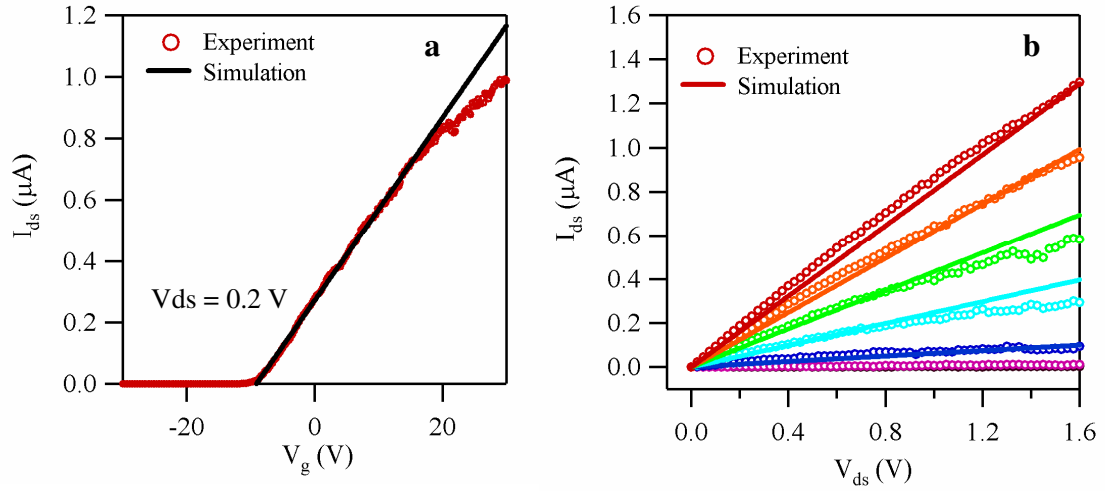 1.2
1.0
0.8
0.6
0.4
0.2
0.0
Ids (μA)
Experiment
Simulation
a
Vds = 0.2 V
-20
0
20
Vg (V)
1.6
1.4
1.2
1.0
0.8
0.6
0.4
0.2
0.0
Ids (μA)
Experiment
Simulation
b
0.0
0.4
0.8
1.2
1.6
Vds (V)